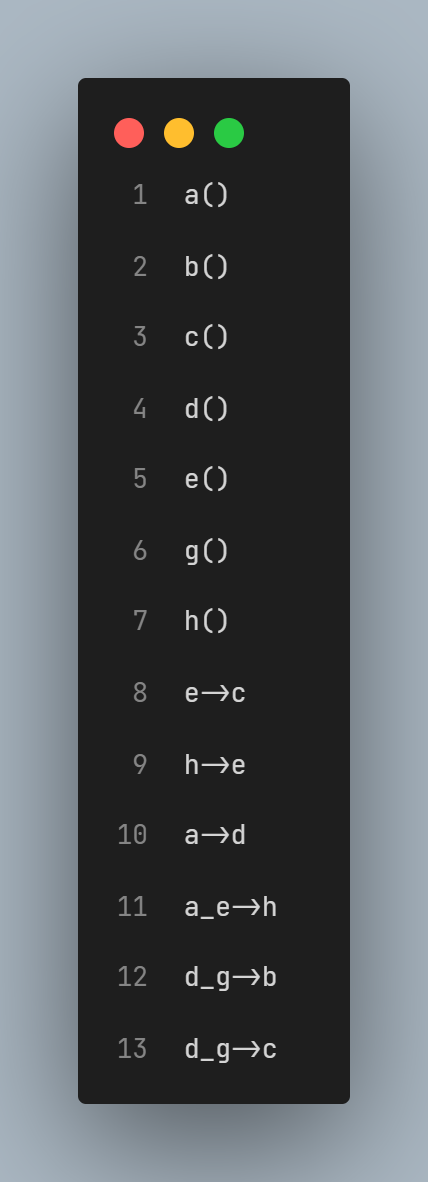 1 a()
2 b()
3 c()
4 d()
5 e()
6 g()
7 h()
8 e->c
9 h->e
10 a->d
11 a_e->h
12 d_g->b
13 d_g->c